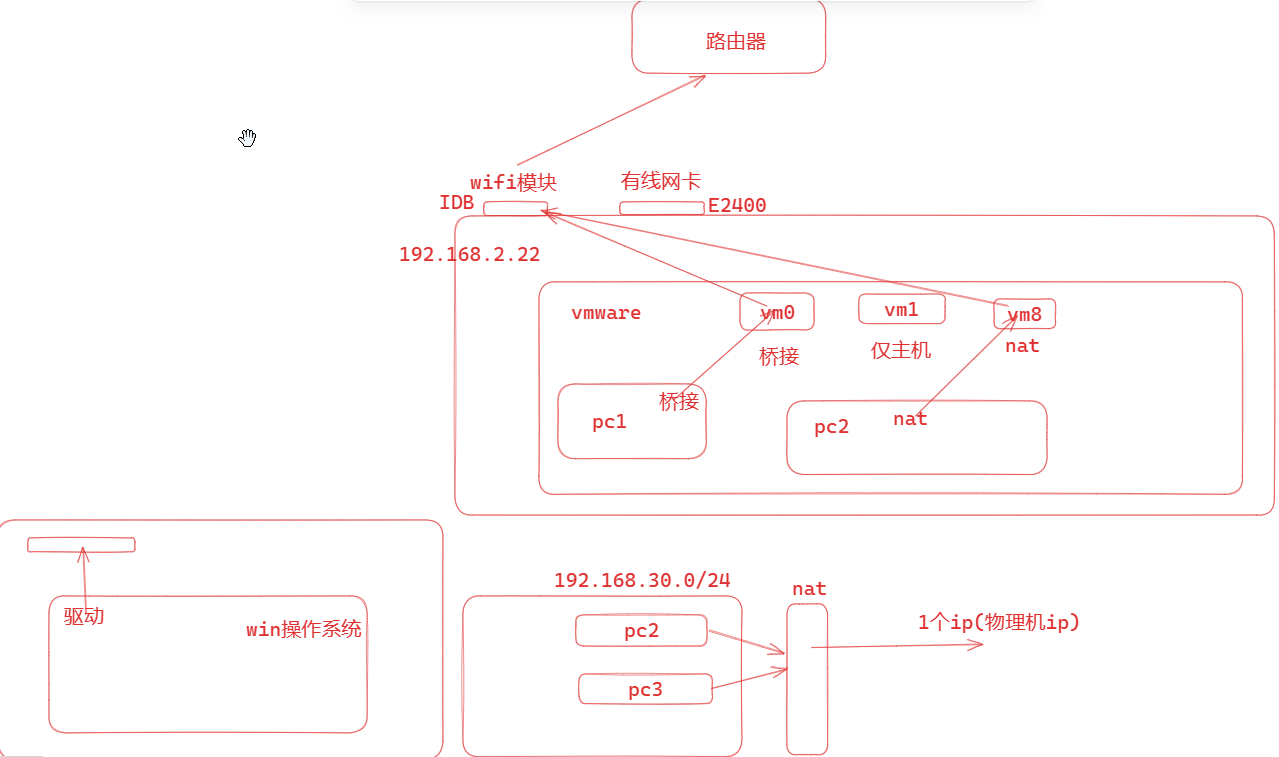 路由器
wifi模块
有线网卡
IDB
E2400
192.168.2.22
vmware
vm0
vm1
vm8
桥接
仅主机
nat
桥接
pc1
pc2
nat
192.168.30.0/24
nat
驱动
win操作系统
pc2
1个ip(物理机ip)
pc3